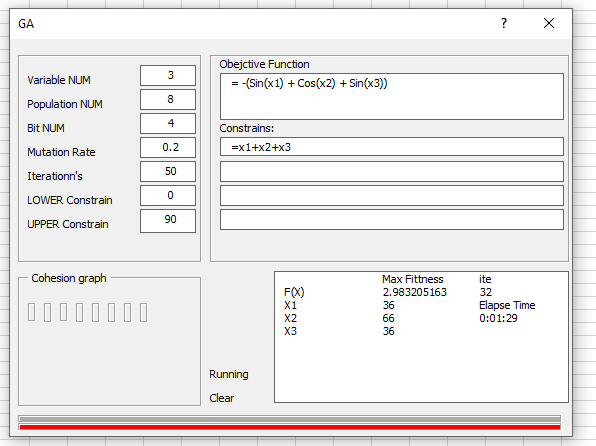 GA
?
Variable NUM 3
Population NUM 8
Bit NUM 4
Mutation Rate 0.2
Iterationn's 50
LOWER Constrain 0
UPPER Constrain 90
Obejctive Function
= -(Sin(x1) + Cos(x2) + Sin(x3))
Constrains:
=x1+x2+x3
Cohesion graph
Max Fittness ite
F(X) 2.983205163 32
X1 36 Elapse Time
X2 66 0:01:29
X3 36
Running
Clear